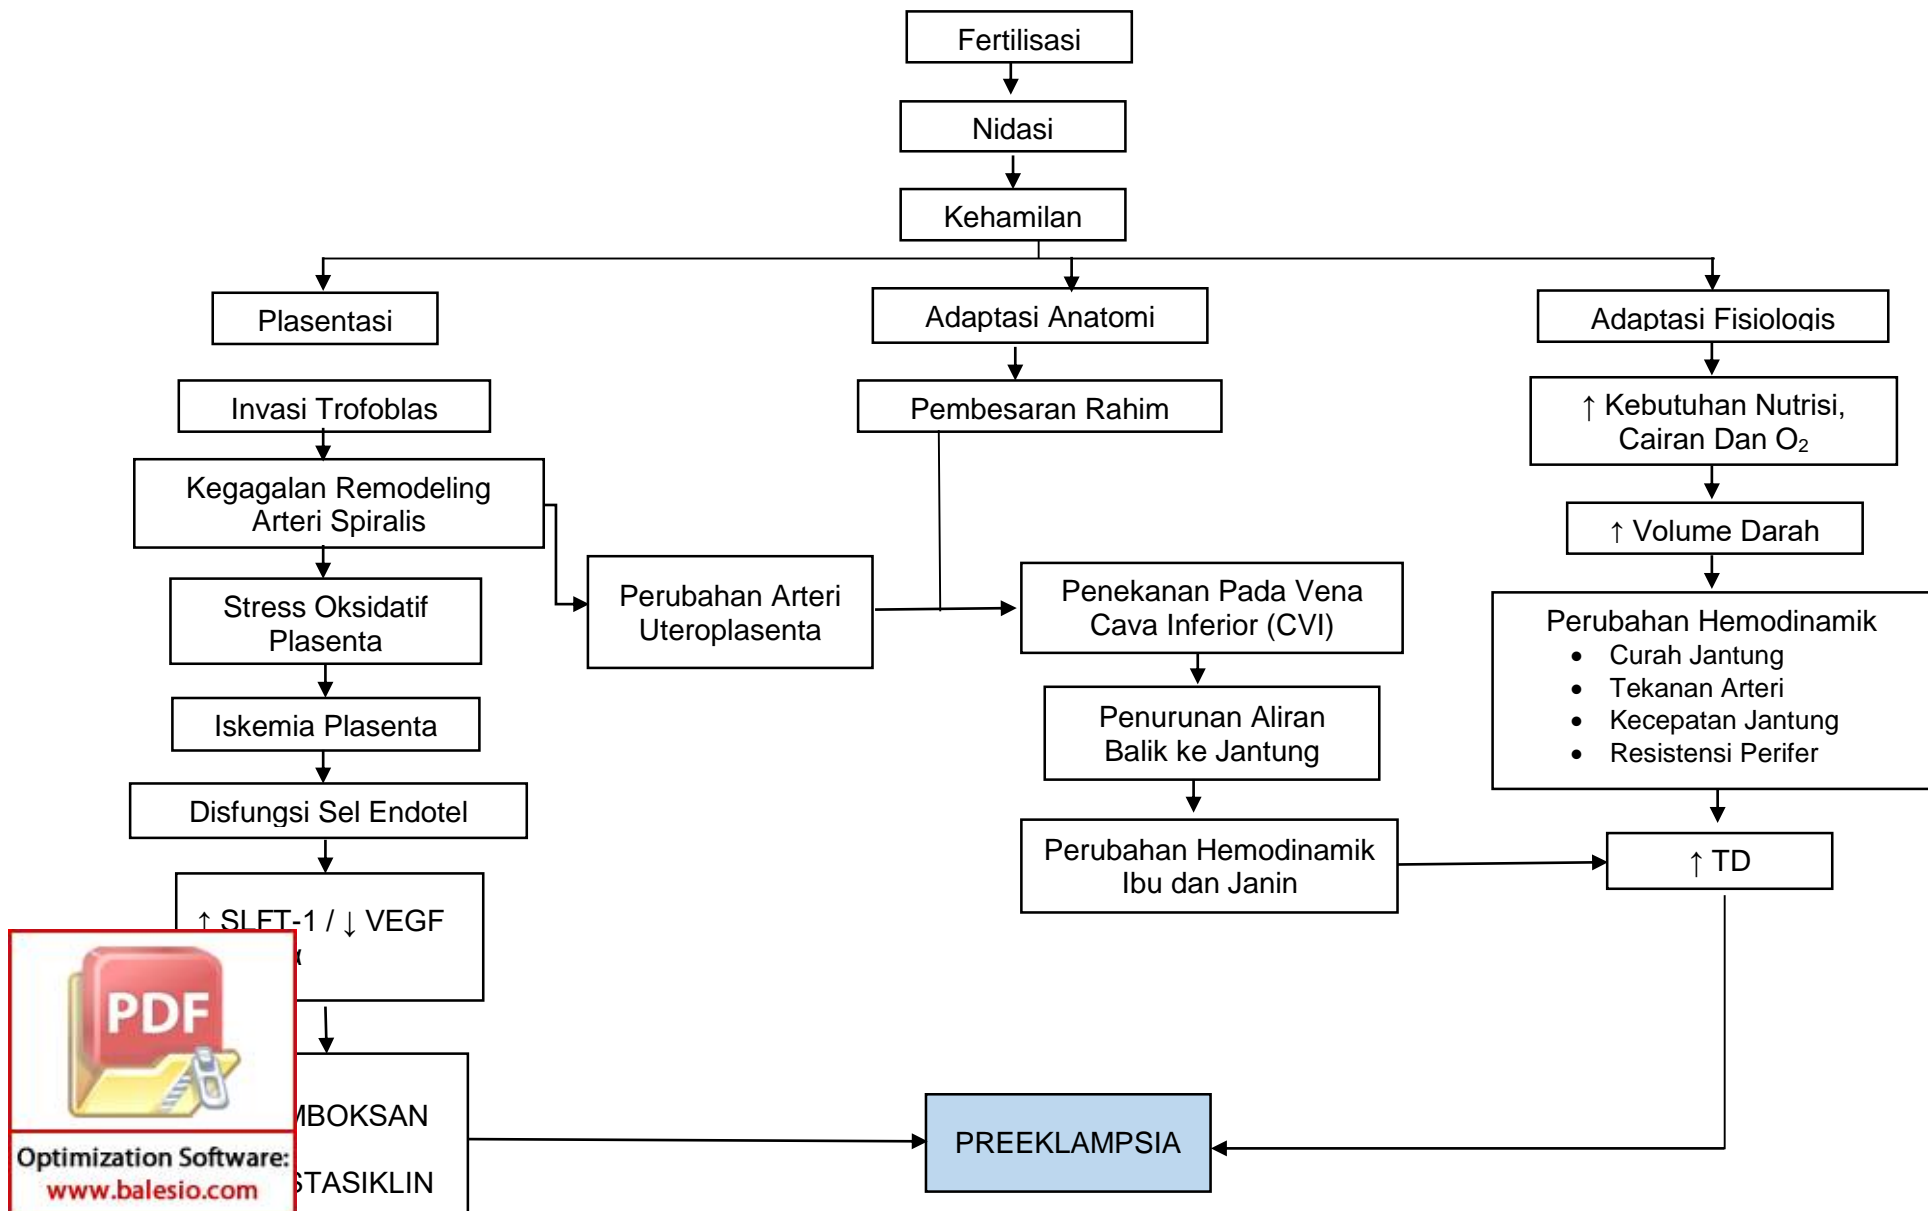 Fertilisasi
Nidasi
Kehamilan
Plasentasi
Adaptasi Anatomi
Adaptasi Fisiologis
Invasi Trofoblas
Pembesaran Rahim
↑ Kebutuhan Nutrisi,
Cairan Dan O₂
Kegagalan Remodeling
Arteri Spiralis
↑ Volume Darah
Stress Oksidatif
Plasenta
Perubahan Arteri
Uteroplasenta
Penekanan Pada Vena
Cava Inferior (CVI)
Perubahan Hemodinamik
• Curah Jantung
• Tekanan Arteri
• Kecepatan Jantung
• Resistensi Perifer
Iskemia Plasenta
Penurunan Aliran
Balik ke Jantung
Disfungsi Sel Endotel
Perubahan Hemodinamik
Ibu dan Janin
↑ TD
↑ SLFT-1 / ↓ VEGF
MBOKSAN
STASIKLIN
PREEKLAMPSIA
PDF
Optimization Software:
www.balesio.com